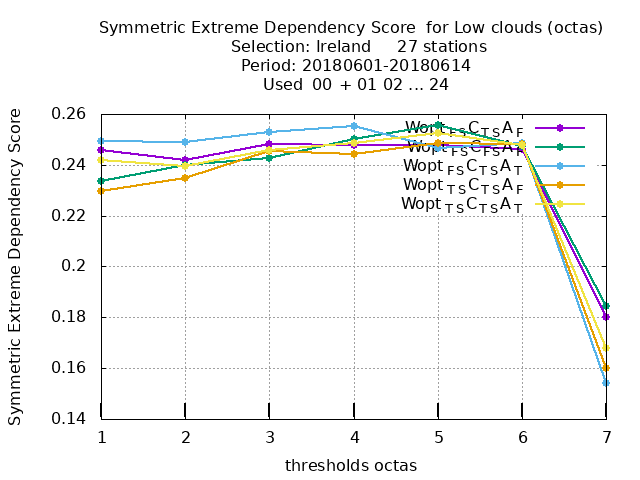 Symmetric Extreme Dependency Score for Low clouds (octas)
Selection: Ireland 27 stations
Period: 20180601-20180614
Used 00 + 01 02 ... 24
Symmetric Extreme Dependency Score
0.26
0.24
0.22
0.2
0.18
0.16
0.14
Wopt FS C TS A F
Wopt FS C FS A F
Wopt FS C TS A T
Wopt TS C TS A F
Wopt TS C TS A T
1 2 3 4 5 6 7
thresholds octas